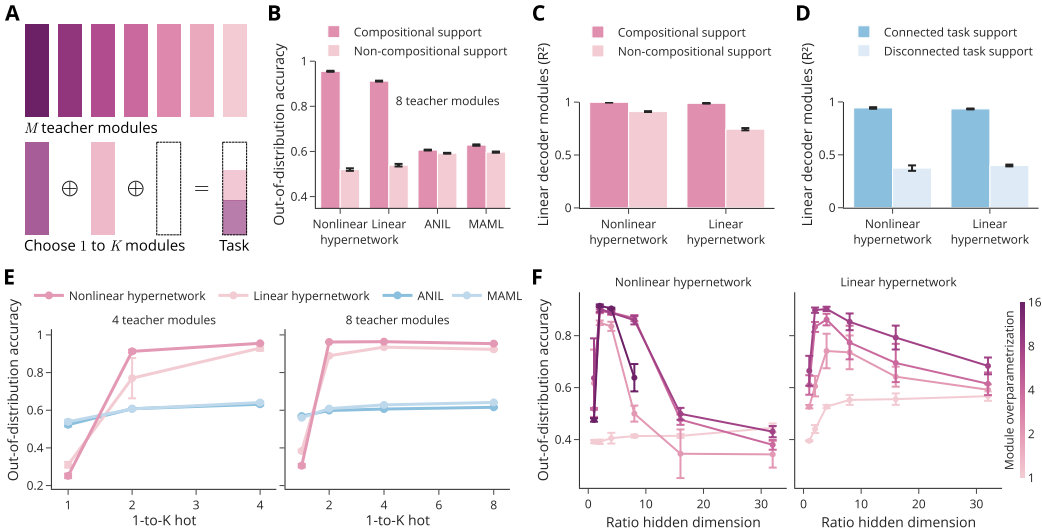 A
M teacher modules
⊕ ⊕ =
Choose 1 to K modules
Task
B
Compositional support
Non-compositional support
Out-of-distribution accuracy
1
0.8
0.6
0.4
8 teacher modules
Nonlinear hypernetwork
Linear hypernetwork
ANIL
MAML
C
Compositional support
Non-compositional support
Linear decoder modules (R²)
1
0.5
0
Nonlinear hypernetwork
Linear hypernetwork
D
Connected task support
Disconnected task support
Linear decoder modules (R²)
1
0.5
0
Nonlinear hypernetwork
Linear hypernetwork
E
Nonlinear hypernetwork
Linear hypernetwork
ANIL
MAML
4 teacher modules
8 teacher modules
Out-of-distribution accuracy
1
0.8
0.6
0.4
0.2
1 2 3 4
1-to-K hot
1 2 4 6 8
1-to-K hot
F
Nonlinear hypernetwork
Linear hypernetwork
Out-of-distribution accuracy
0.8
0.6
0.4
0 10 20 30
Ratio hidden dimension
0 10 20 30
Ratio hidden dimension
Module overparametrization
16
8
4
2
1